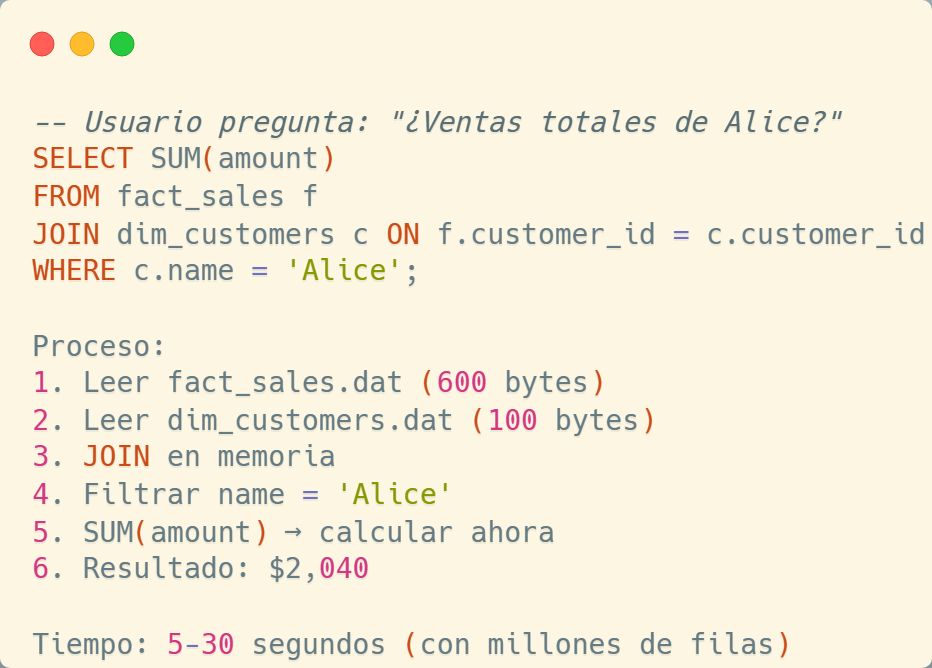 -- Usuario pregunta: "¿Ventas totales de Alice?"
SELECT SUM(amount)
FROM fact_sales f
JOIN dim_customers c ON f.customer_id = c.customer_id
WHERE c.name = 'Alice';
Proceso:
1. Leer fact_sales.dat (600 bytes)
2. Leer dim_customers.dat (100 bytes)
3. JOIN en memoria
4. Filtrar name = 'Alice'
5. SUM(amount) → calcular ahora
6. Resultado: $2,040
Tiempo: 5-30 segundos (con millones de filas)